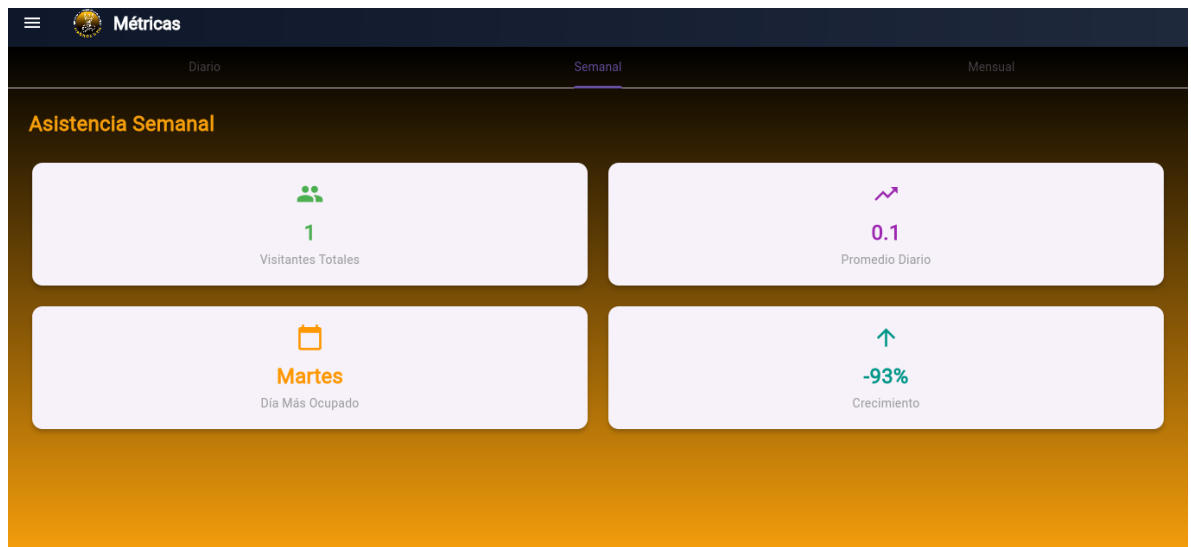 Métricas
Diario Semanal Mensual
Asistencia Semanal
1
Visitantes Totales
0.1
Promedio Diario
Martes
Día Más Ocupado
-93%
Crecimiento